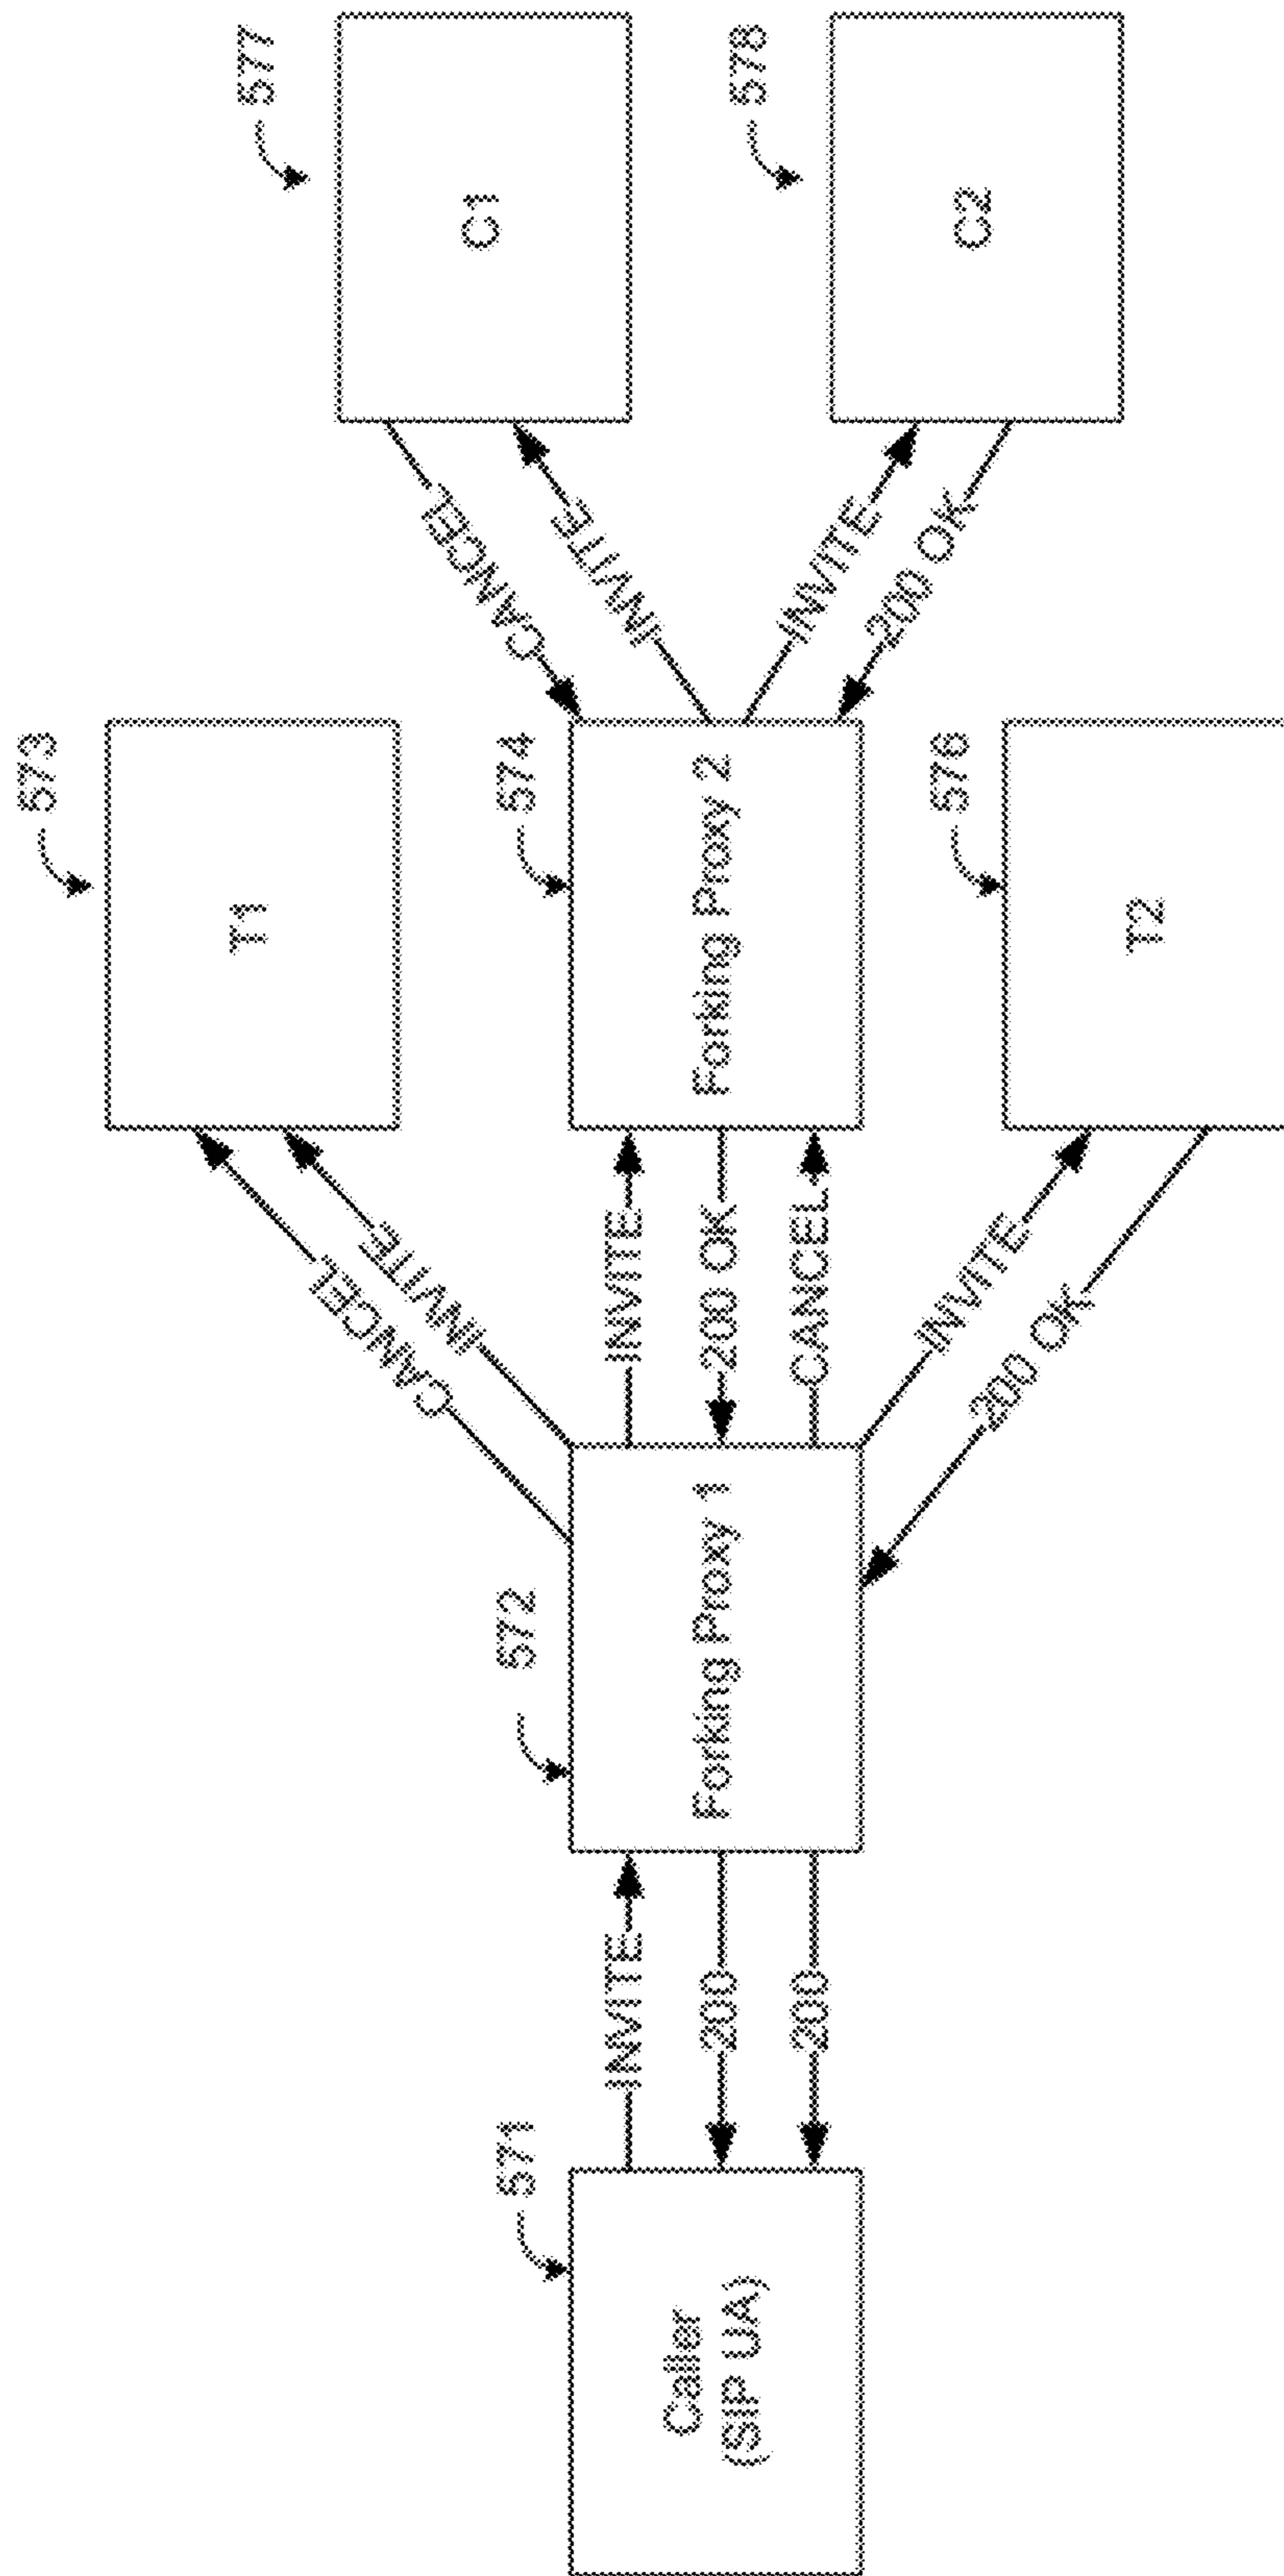 571
Caller
(SIP UA)
INVITE
200
200
572
Forking Proxy 1
CANCEL
INVITE
INVITE
200 OK
CANCEL
INVITE
200 OK
573
T1
574
Forking Proxy 2
576
T2
CANCEL
INVITE
INVITE
200 OK
577
C1
578
C2